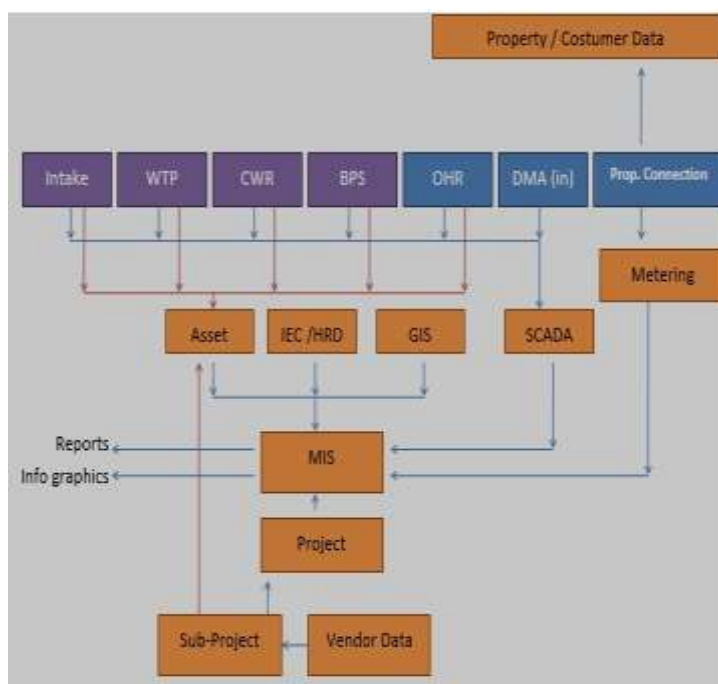 Property / Costumer Data
Intake
WTP
CWR
BPS
OHR
DMA (in)
Prop. Connection
Metering
Asset
IEC /HRD
GIS
SCADA
Reports
MIS
Info graphics
Project
Sub-Project
Vendor Data